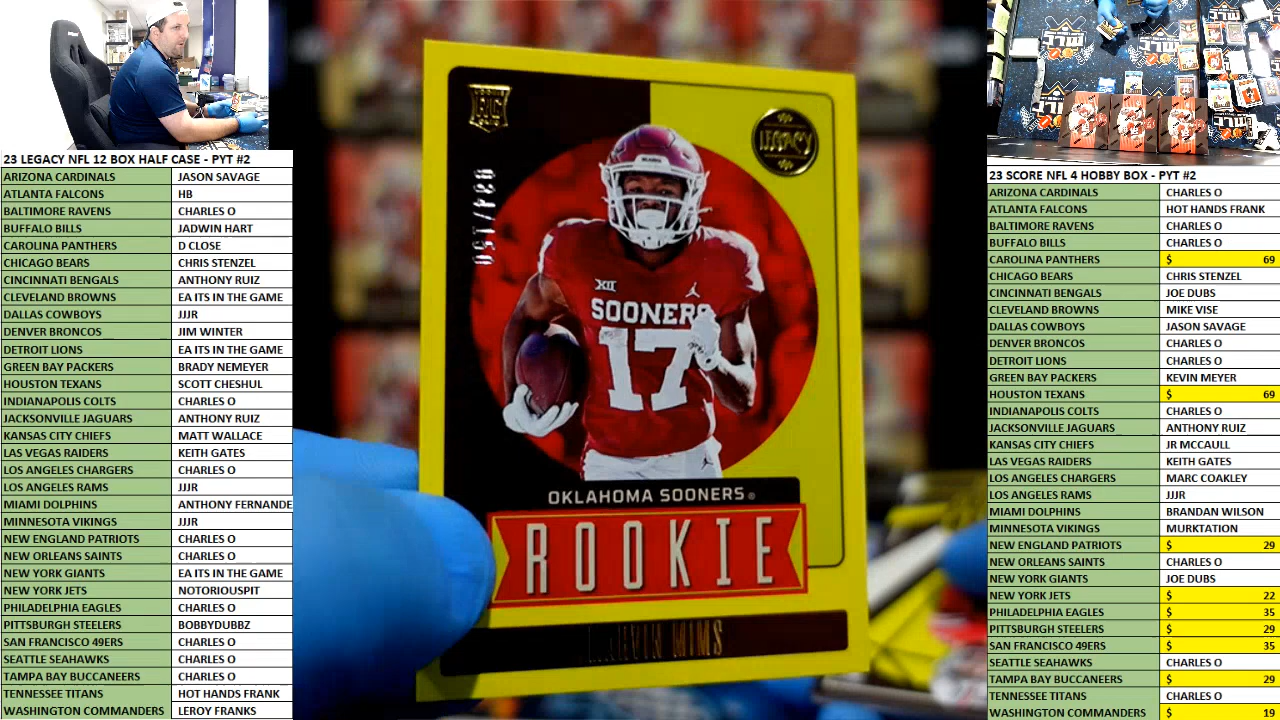 23 LEGACY NFL 12 BOX HALF CASE - PYT #2
ARIZONA CARDINALS JASON SAVAGE
ATLANTA FALCONS HB
BALTIMORE RAVENS CHARLES O
BUFFALO BILLS JADWIN HART
CAROLINA PANTHERS D CLOSE
CHICAGO BEARS CHRIS STENZEL
CINCINNATI BENGALS ANTHONY RUIZ
CLEVELAND BROWNS EA ITS IN THE GAME
DALLAS COWBOYS JJJR
DENVER BRONCOS JIM WINTER
DETROIT LIONS EA ITS IN THE GAME
GREEN BAY PACKERS BRADY NEMEYER
HOUSTON TEXANS SCOTT CHESHUL
INDIANAPOLIS COLTS CHARLES O
JACKSONVILLE JAGUARS ANTHONY RUIZ
KANSAS CITY CHIEFS MATT WALLACE
LAS VEGAS RAIDERS KEITH GATES
LOS ANGELES CHARGERS CHARLES O
LOS ANGELES RAMS JJJR
MIAMI DOLPHINS ANTHONY FERNANDE
MINNESOTA VIKINGS JJJR
NEW ENGLAND PATRIOTS CHARLES O
NEW ORLEANS SAINTS CHARLES O
NEW YORK GIANTS EA ITS IN THE GAME
NEW YORK JETS NOTORIOUSPIT
PHILADELPHIA EAGLES CHARLES O
PITTSBURGH STEELERS BOBBYDUBBZ
SAN FRANCISCO 49ERS CHARLES O
SEATTLE SEAHAWKS CHARLES O
TAMPA BAY BUCCANEERS CHARLES O
TENNESSEE TITANS HOT HANDS FRANK
WASHINGTON COMMANDERS LEROY FRANKS
LEGACY
XII
SOONERS
17
OKLAHOMA SOONERS®
ROOKIE
MIMS
23 SCORE NFL 4 HOBBY BOX - PYT #2
ARIZONA CARDINALS CHARLES O
ATLANTA FALCONS HOT HANDS FRANK
BALTIMORE RAVENS CHARLES O
BUFFALO BILLS CHARLES O
CAROLINA PANTHERS $ 69
CHICAGO BEARS CHRIS STENZEL
CINCINNATI BENGALS JOE DUBS
CLEVELAND BROWNS MIKE VISE
DALLAS COWBOYS JASON SAVAGE
DENVER BRONCOS CHARLES O
DETROIT LIONS CHARLES O
GREEN BAY PACKERS KEVIN MEYER
HOUSTON TEXANS $ 69
INDIANAPOLIS COLTS CHARLES O
JACKSONVILLE JAGUARS ANTHONY RUIZ
KANSAS CITY CHIEFS JR MCCAULL
LAS VEGAS RAIDERS KEITH GATES
LOS ANGELES CHARGERS MARC COAKLEY
LOS ANGELES RAMS JJJR
MIAMI DOLPHINS BRANDAN WILSON
MINNESOTA VIKINGS MURKTATION
NEW ENGLAND PATRIOTS $ 29
NEW ORLEANS SAINTS CHARLES O
NEW YORK GIANTS JOE DUBS
NEW YORK JETS $ 22
PHILADELPHIA EAGLES $ 35
PITTSBURGH STEELERS $ 29
SAN FRANCISCO 49ERS $ 35
SEATTLE SEAHAWKS CHARLES O
TAMPA BAY BUCCANEERS $ 29
TENNESSEE TITANS CHARLES O
WASHINGTON COMMANDERS $ 19